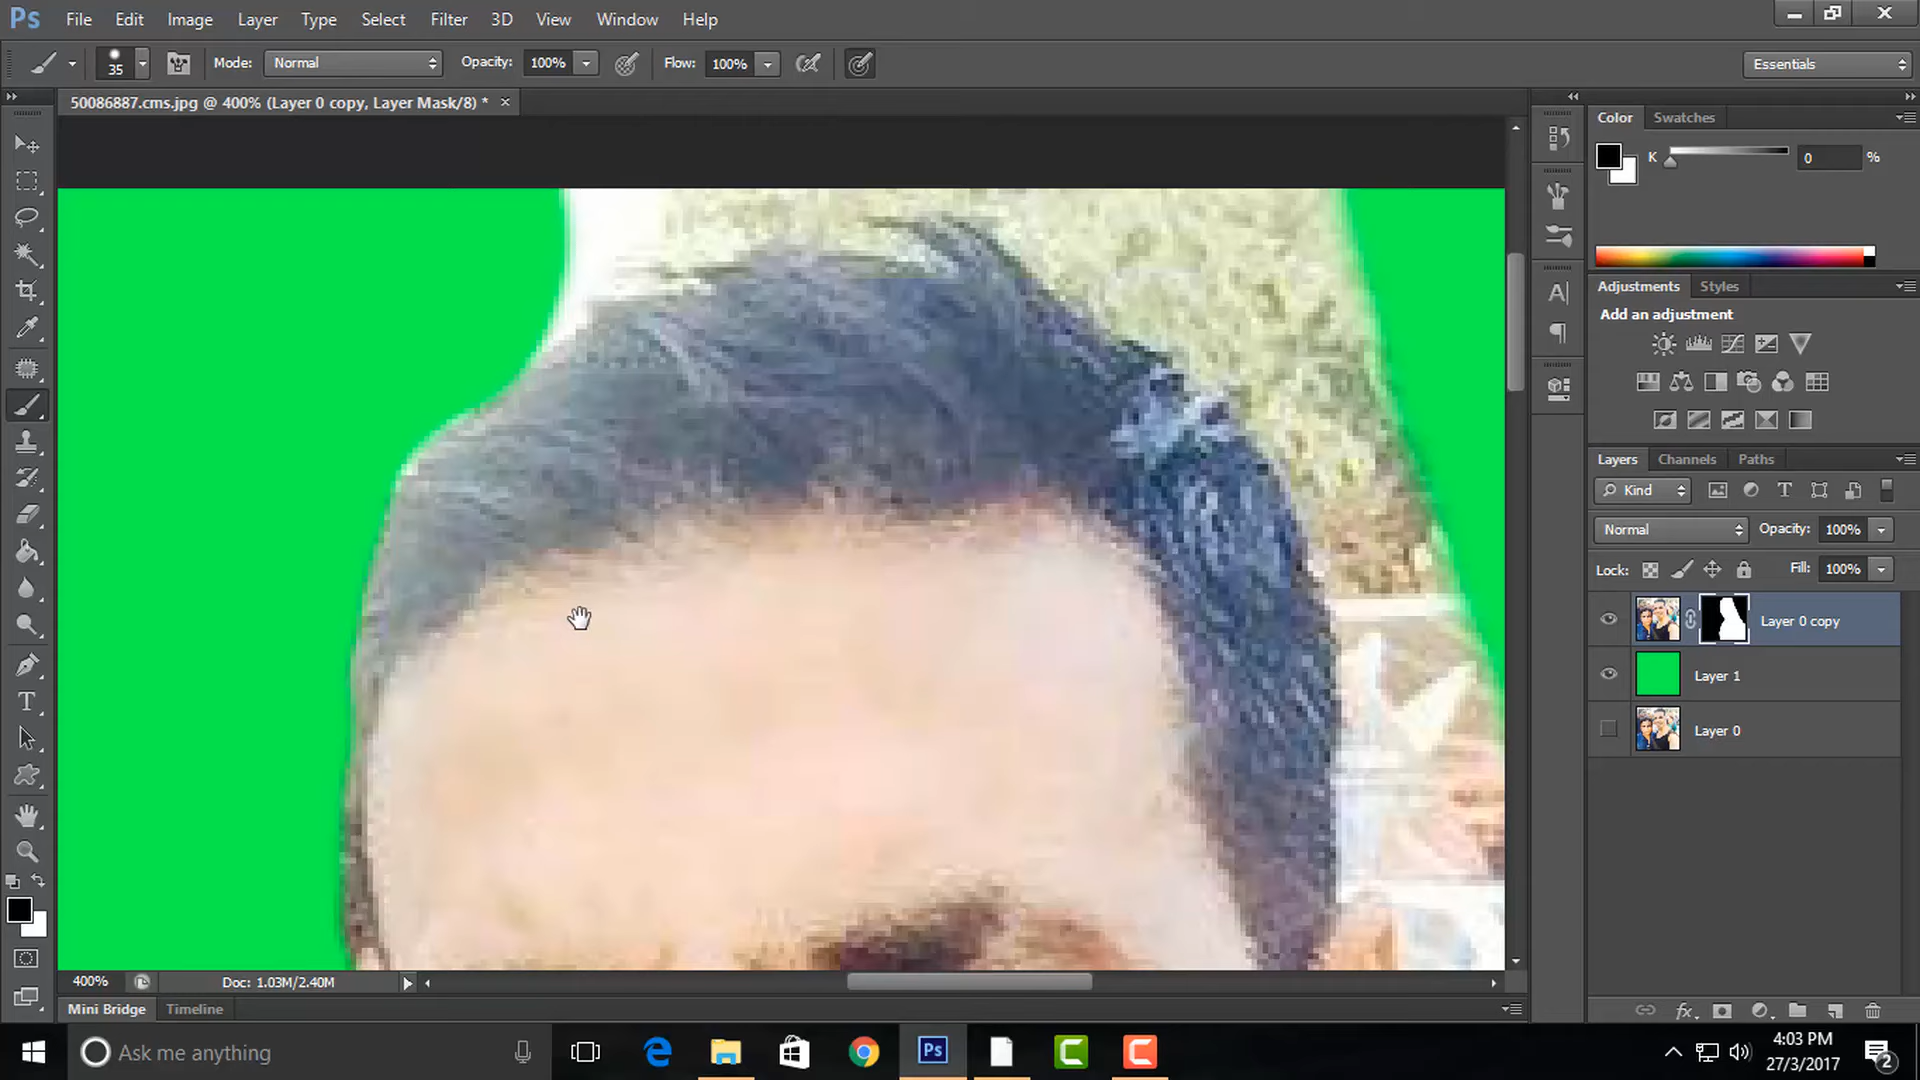 Ps File Edit Image Layer Type Select Filter 3D View Window Help
35 Mode: Normal Opacity: 100% Flow: 100% Essentials
50086887.cms.jpg @ 400% (Layer 0 copy, Layer Mask/8) * ×
Color Swatches
K 0 %
Adjustments Styles
Add an adjustment
Layers Channels Paths
Kind
Normal Opacity: 100%
Lock: Fill: 100%
Layer 0 copy
Layer 1
Layer 0
400% Doc: 1.03M/2.40M
Mini Bridge Timeline
Ask me anything
4:03 PM
27/3/2017
2